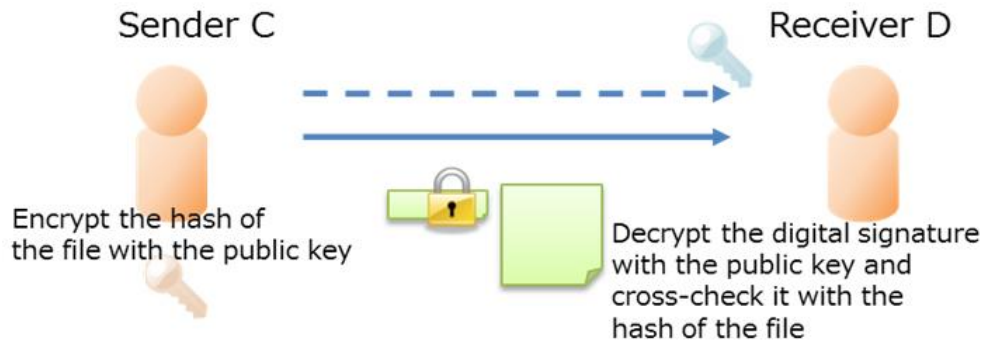 Sender C
Receiver D
Encrypt the hash of
the file with the public key
Decrypt the digital signature
with the public key and
cross-check it with the
hash of the file